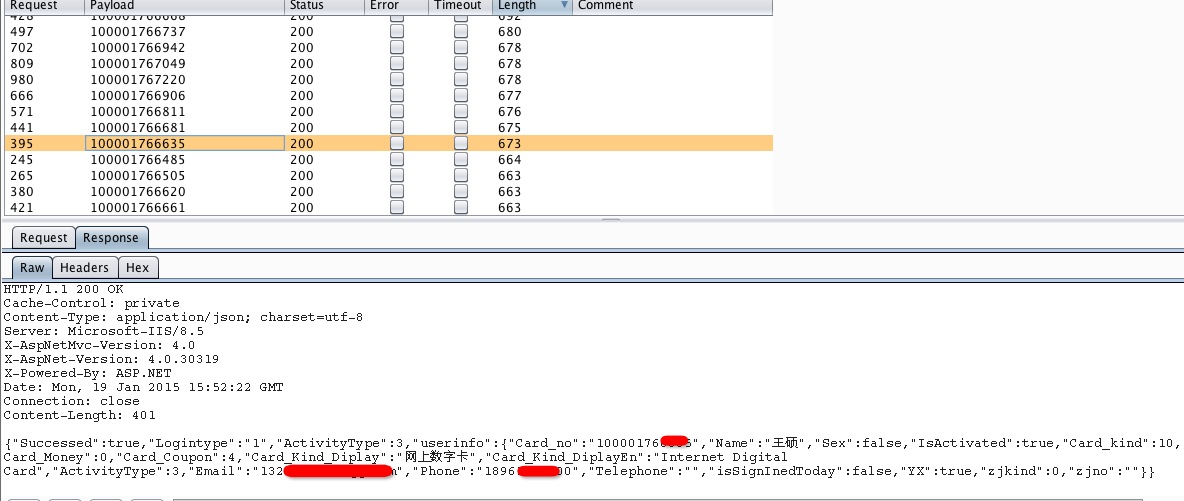 Request Payload Status Error Timeout Length Comment
428 100001766668 200 692
497 100001766737 200 680
702 100001766942 200 678
809 100001767049 200 678
980 100001767220 200 678
666 100001766906 200 677
571 100001766811 200 676
441 100001766681 200 675
395 100001766635 200 673
245 100001766485 200 664
265 100001766505 200 663
380 100001766620 200 663
421 100001766661 200 663
Request Response
Raw Headers Hex
HTTP/1.1 200 OK
Cache-Control: private
Content-Type: application/json; charset=utf-8
Server: Microsoft-IIS/8.5
X-AspNetMvc-Version: 4.0
X-AspNet-Version: 4.0.30319
X-Powered-By: ASP.NET
Date: Mon, 19 Jan 2015 15:52:22 GMT
Connection: close
Content-Length: 401
{"Successed":true,"Logintype":"1","ActivityType":3,"userinfo":{"Card_no":"10000176 ","Name":"王硕","Sex":false,"IsActivated":true,"Card_kind":10,
Card_Money":0,"Card_Coupon":4,"Card_Kind_Diplay":"网上数字卡","Card_Kind_DiplayEn":"Internet Digital
Card","ActivityType":3,"Email":"132 ","Phone":"1896 00","Telephone":"","isSignInedToday":false,"YX":true,"zjkind":0,"zjno":""}}